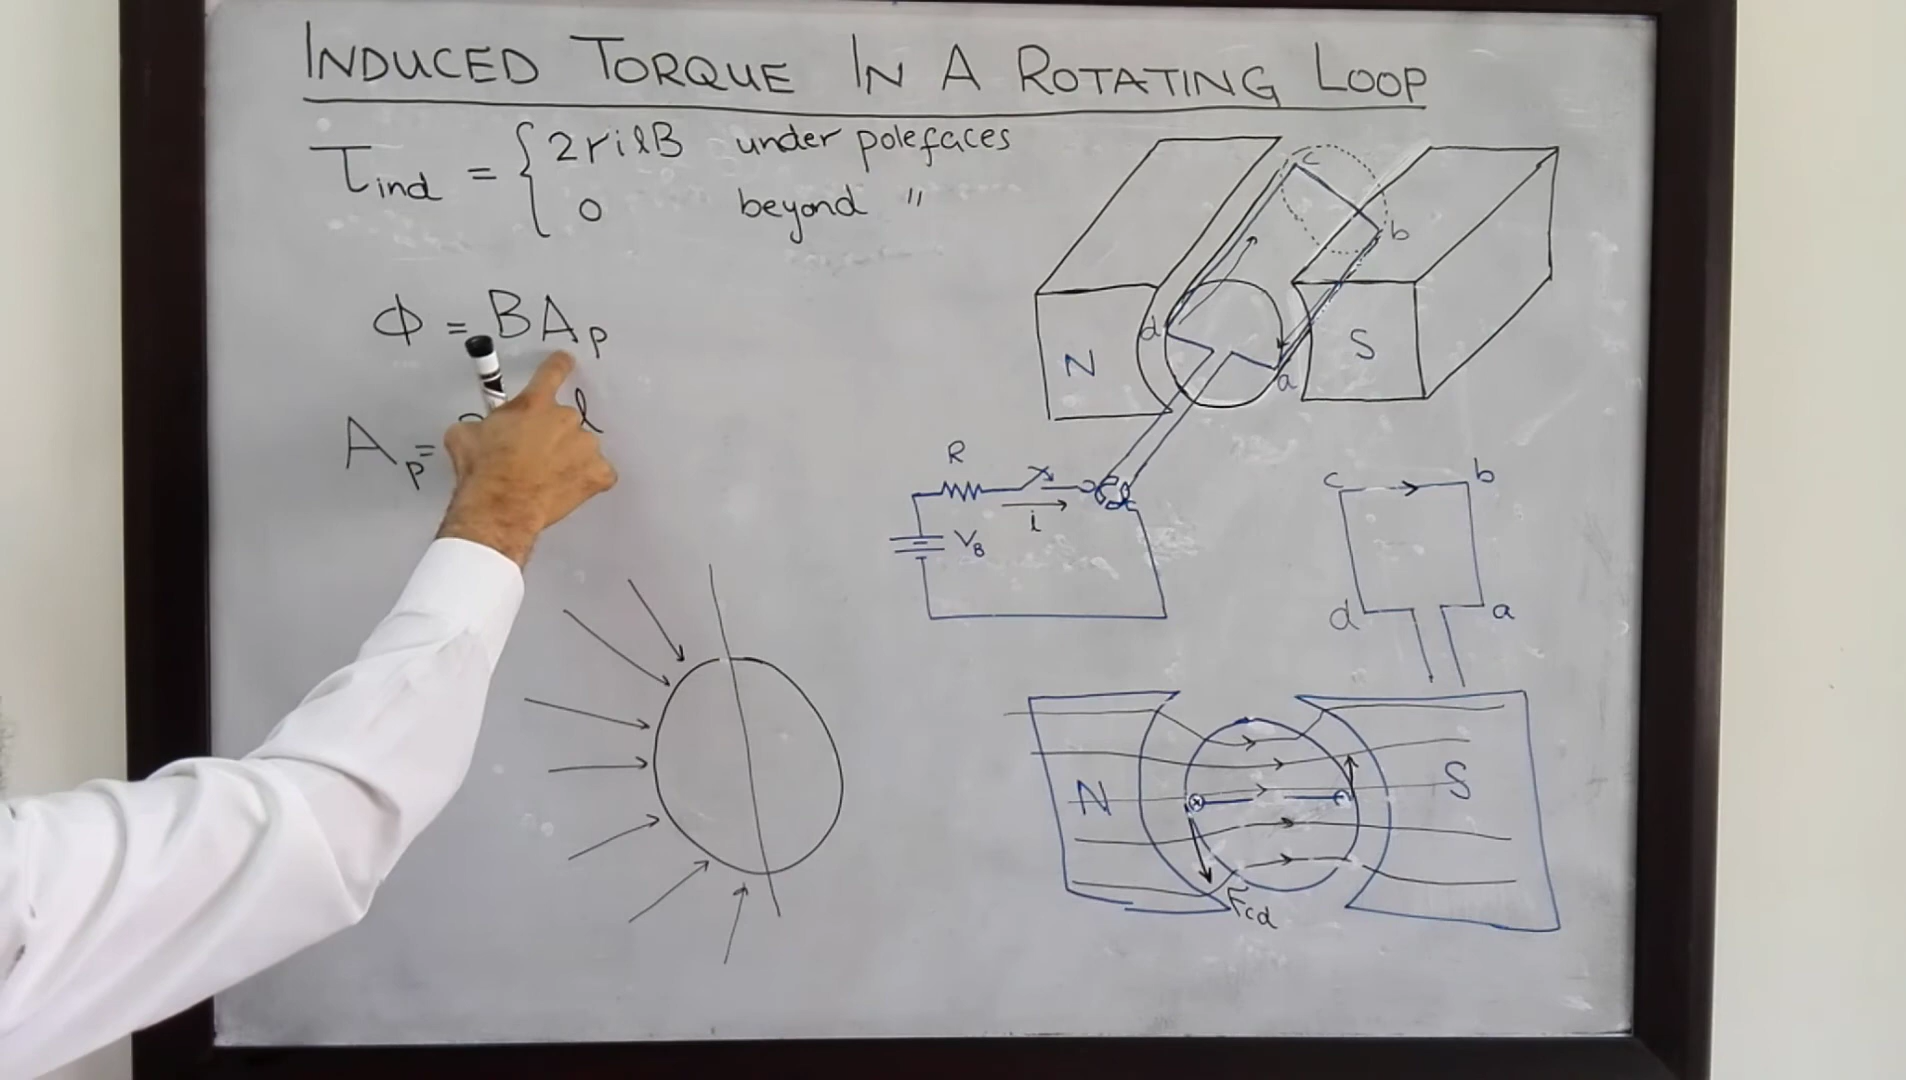 INDUCED TORQUE IN A ROTATING LOOP
τind = { 2rilB under polefaces
0 beyond "
Φ = BAp
Ap = l
c
b
d
a
N
S
R
i
VB
c
b
d
a
N
S
Fcd